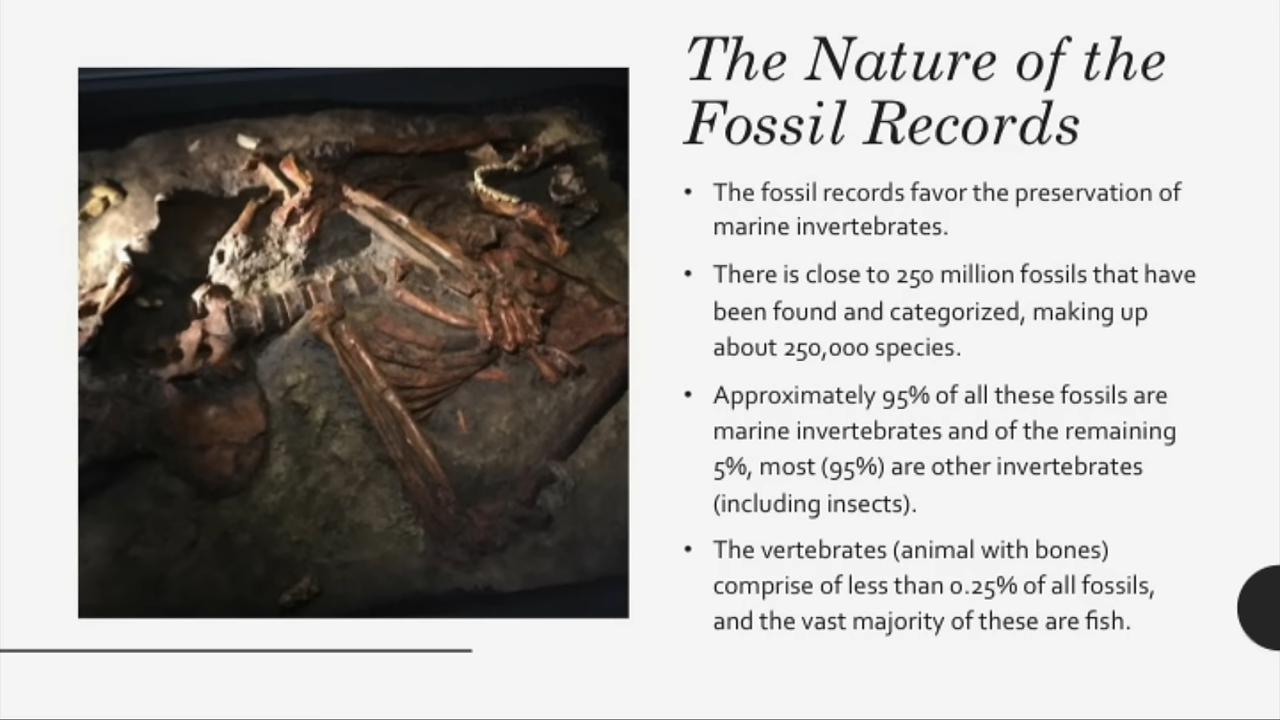 The Nature of the
Fossil Records
• The fossil records favor the preservation of
marine invertebrates.
• There is close to 250 million fossils that have
been found and categorized, making up
about 250,000 species.
• Approximately 95% of all these fossils are
marine invertebrates and of the remaining
5%, most (95%) are other invertebrates
(including insects).
• The vertebrates (animal with bones)
comprise of less than 0.25% of all fossils,
and the vast majority of these are fish.